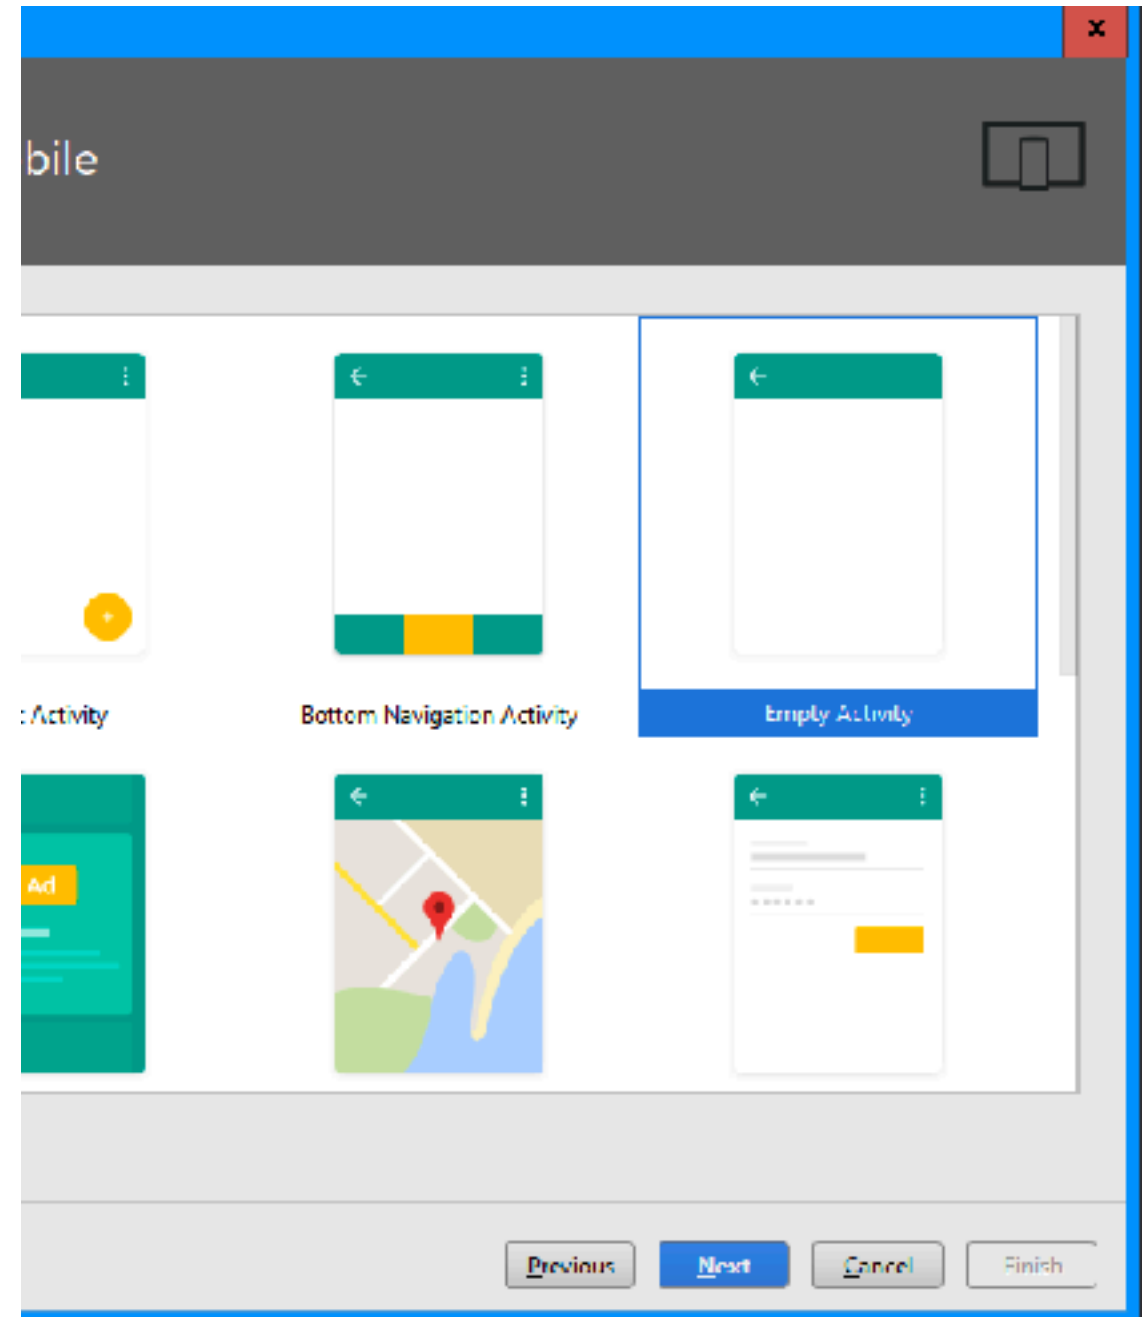 x
bile
: Activity
Bottom Navigation Activity
Empty Activity
Ad
Previous
Next
Cancel
Finish